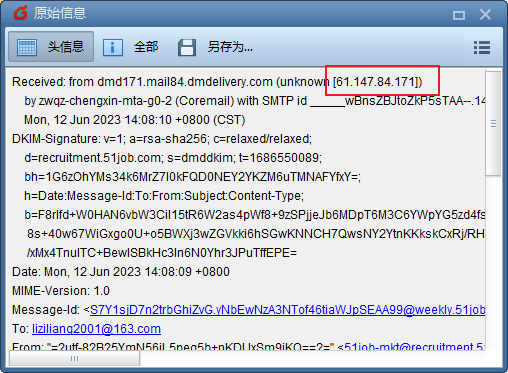 原始信息
头信息 全部 另存为...
Received: from dmd171.mail84.dmdelivery.com (unknown [61.147.84.171])
by zwqz-chengxin-mta-g0-2 (Coremail) with SMTP id _____wBnsZBJtoZkP5sTAA--.14
Mon, 12 Jun 2023 14:08:10 +0800 (CST)
DKIM-Signature: v=1; a=rsa-sha256; c=relaxed/relaxed;
d=recruitment.51job.com; s=dmddkim; t=1686550089;
bh=1G6zOhYMs34k6MrZ7I0kFQD0NEY2YKZM6uTMNAFYfxY=;
h=Date:Message-Id:To:From:Subject:Content-Type;
b=F8rlfd+W0HAN6vbW3CiI15tR6W2as4pWf8+9zSPjjeJb6MDpT6M3C6YWpYG5zd4fs
8s+40w67WiGxgo0U+o5BWXj3wZGVkki6hSGwKNNCH7QwsNY2YtnKKkskCxRj/RH
/xMx4TnuITC+BewISBkHc3In6N0Yhr3JPuTffEPE=
Date: Mon, 12 Jun 2023 14:08:09 +0800
MIME-Version: 1.0
Message-Id: <S7Y1sjD7n2trbGhiZvG.yNbEwNzA3NTof46tiaWJpSEAA99@weekly.51job
To: liziliang2001@163.com
From: "=?utf-8?B?5YmN56iL5peg5b+nKDUxSm9iKQ==?=" <51job-mkt@recruitment.5